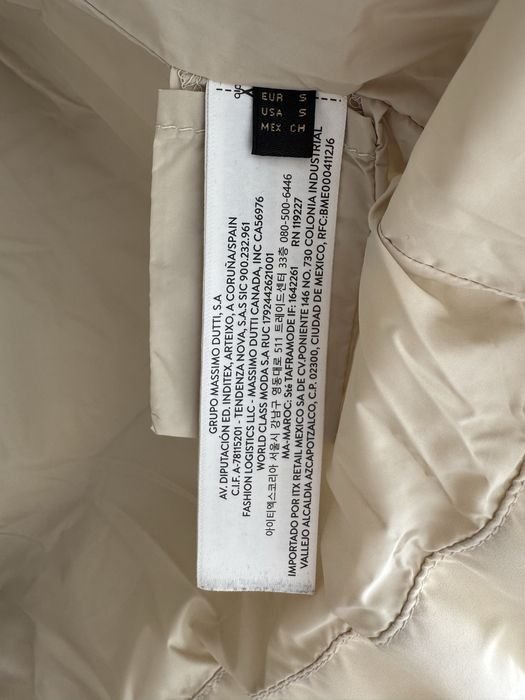 EUR S
USA S
MEX CH
GRUPO MASSIMO DUTTI, S.A
AV. DIPUTACIÓN ED. INDITEX, ARTEIXO, A CORUÑA/SPAIN
C.I.F. A-78115201 - TENDENZA NOVA, S.A.S SIC 900.232.961
FASHION LOGISTICS LLC - MASSIMO DUTTI CANADA, INC CA56976
WORLD CLASS MODA S.A RUC 1792442621001
아이티엑스코리아 서울시 강남구 영동대로 511 트레이드센터 33층 080-500-6446
MA-MAROC: Sté TAFRAMODE IF: 1642261 RN 119227
IMPORTADO POR ITX RETAIL MEXICO SA DE CV.PONIENTE 146 NO. 730 COLONIA INDUSTRIAL
VALLEJO ALCALDIA AZCAPOTZALCO, C.P. 02300, CIUDAD DE MEXICO, RFC:BME0004112J6